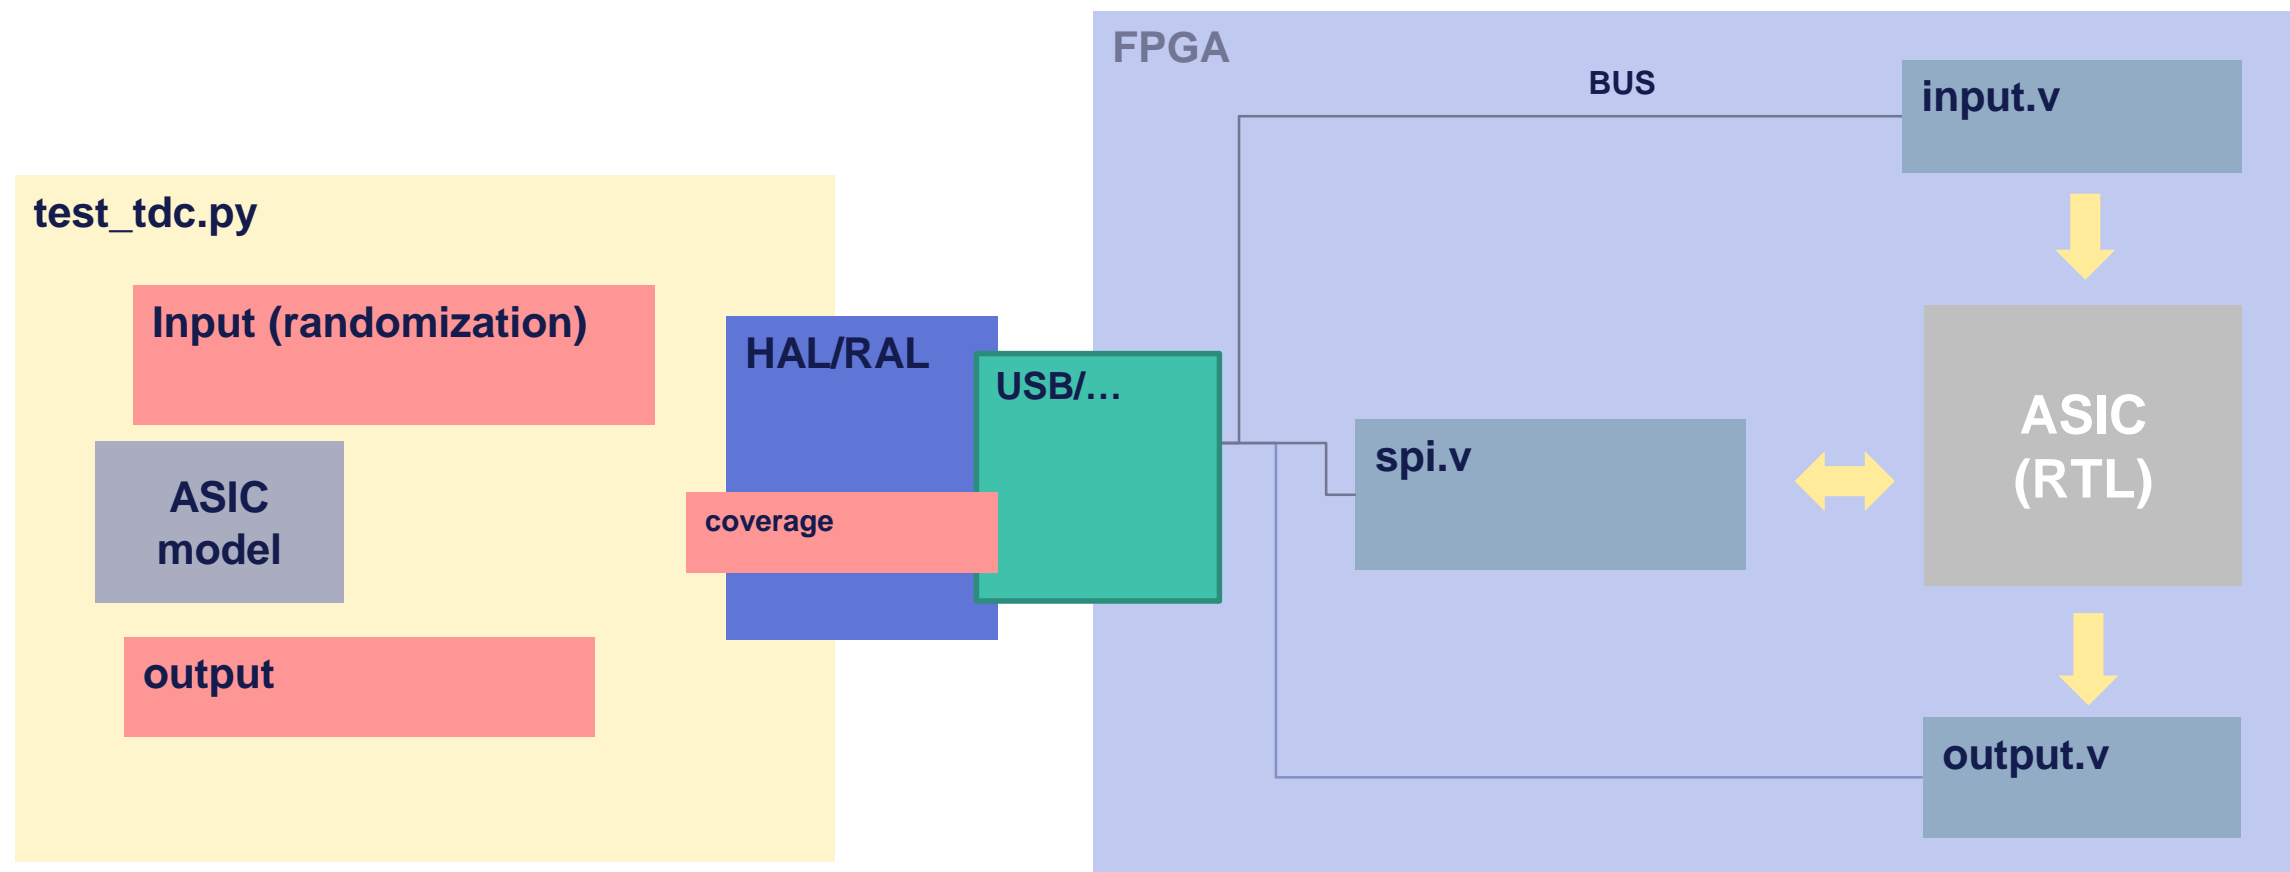 FPGA
BUS
input.v
test_tdc.py
Input (randomization)
HAL/RAL
USB/…
ASIC
(RTL)
spi.v
ASIC
model
coverage
output
output.v